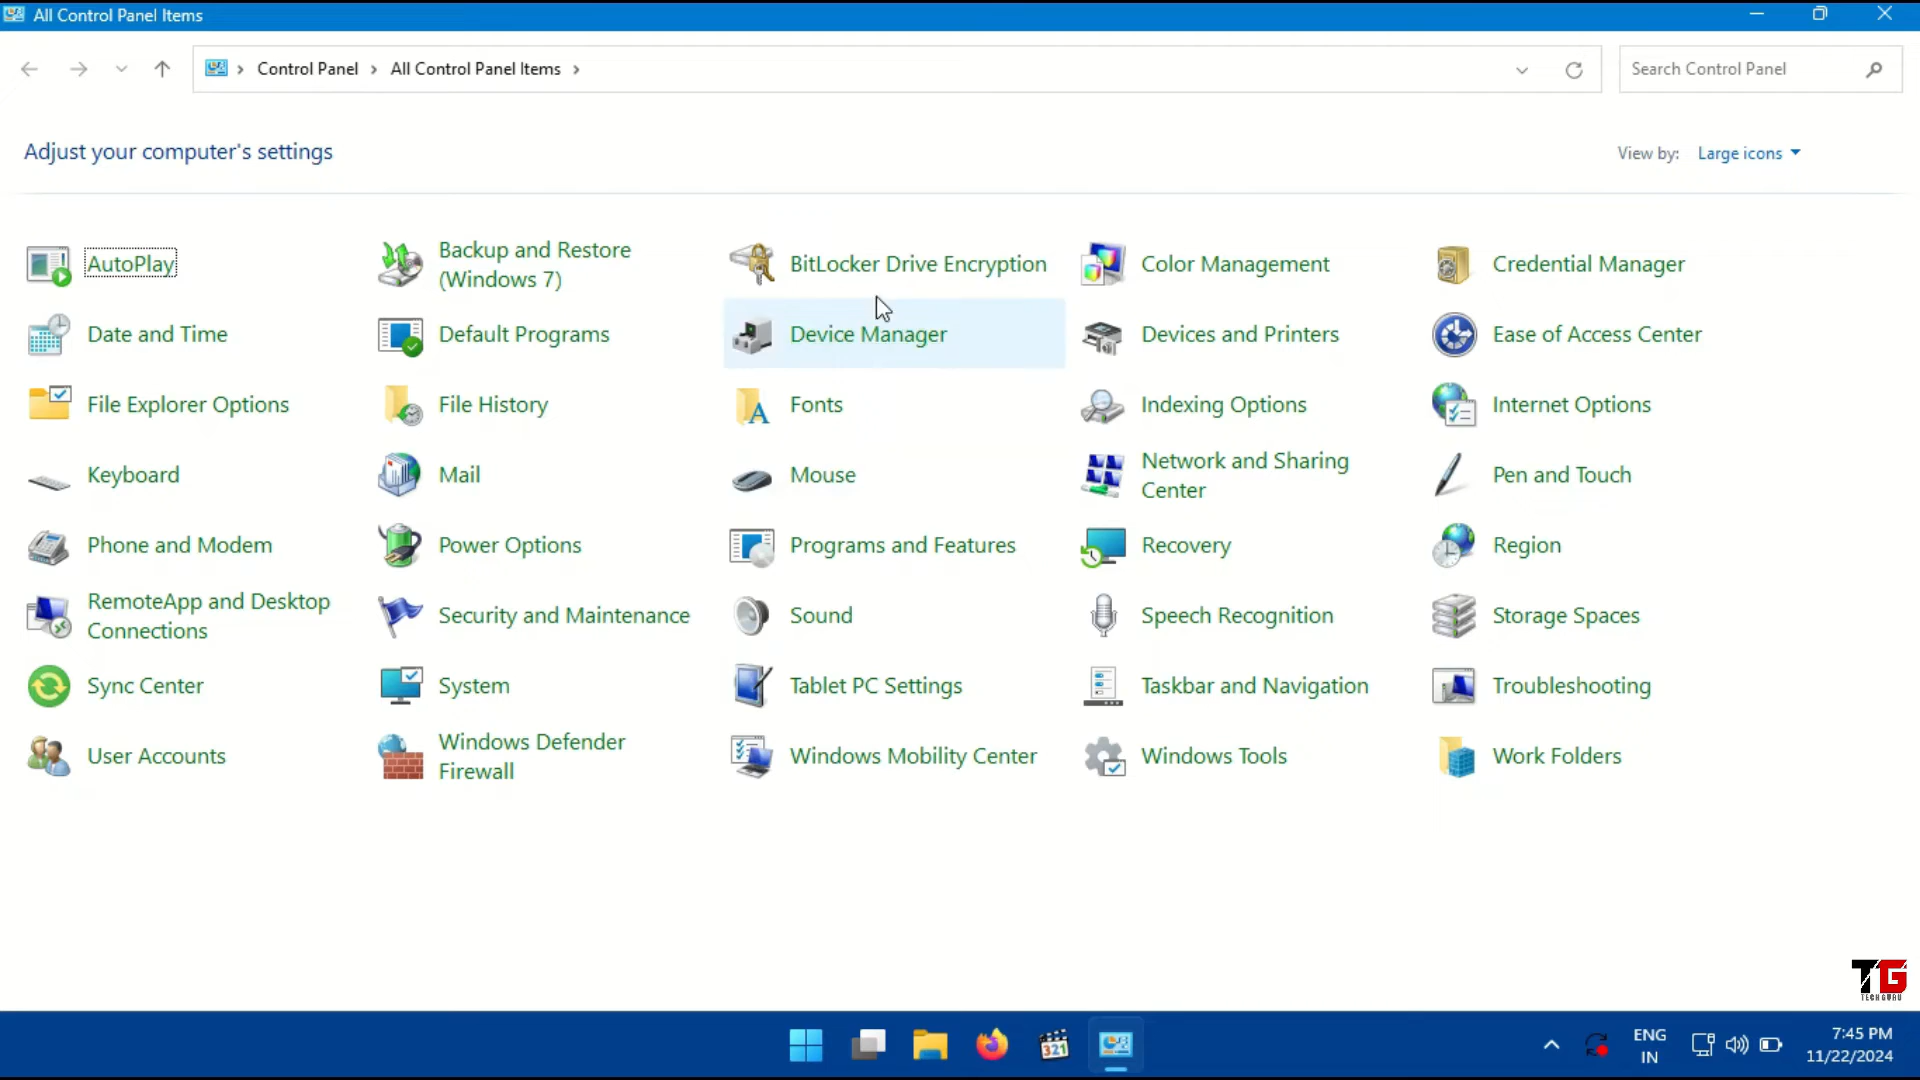 All Control Panel Items
Control Panel
All Control Panel Items
Search Control Panel
Adjust your computer's settings
View by:
Large icons
AutoPlay
Backup and Restore
(Windows 7)
BitLocker Drive Encryption
Color Management
Credential Manager
Date and Time
Default Programs
Device Manager
Devices and Printers
Ease of Access Center
File Explorer Options
File History
Fonts
Indexing Options
Internet Options
Keyboard
Mail
Mouse
Network and Sharing
Center
Pen and Touch
Phone and Modem
Power Options
Programs and Features
Recovery
Region
RemoteApp and Desktop
Connections
Security and Maintenance
Sound
Speech Recognition
Storage Spaces
Sync Center
System
Tablet PC Settings
Taskbar and Navigation
Troubleshooting
User Accounts
Windows Defender
Firewall
Windows Mobility Center
Windows Tools
Work Folders
TG
TECH GURU
321
ENG
IN
7:45 PM
11/22/2024